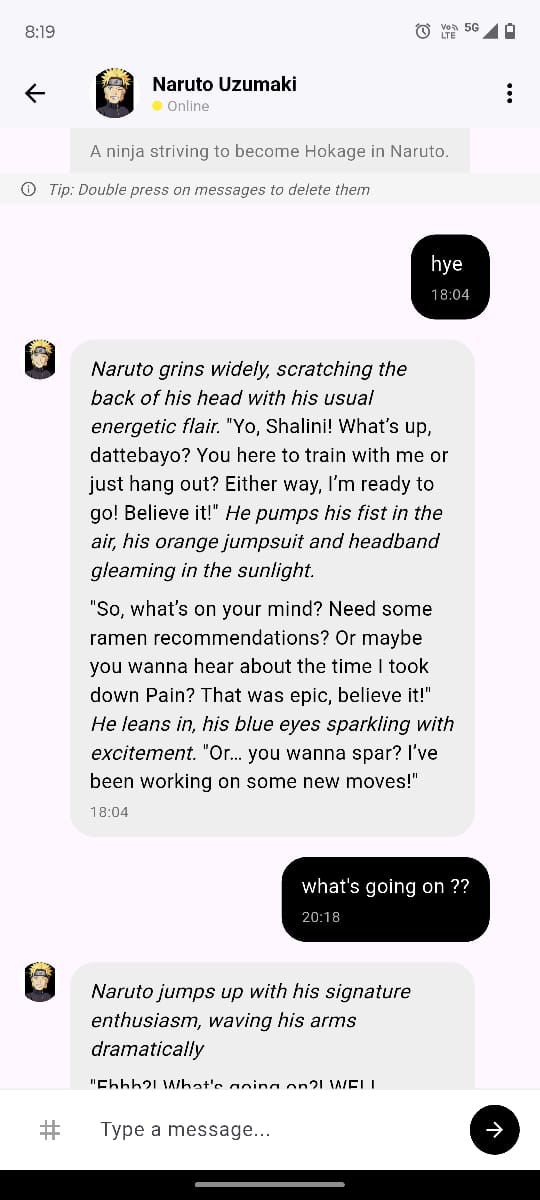 8:19
Vo))
LTE
5G
Naruto Uzumaki
Online
A ninja striving to become Hokage in Naruto.
Tip: Double press on messages to delete them
hye
18:04
Naruto grins widely, scratching the
back of his head with his usual
energetic flair. "Yo, Shalini! What's up,
dattebayo? You here to train with me or
just hang out? Either way, I'm ready to
go! Believe it!" He pumps his fist in the
air, his orange jumpsuit and headband
gleaming in the sunlight.
"So, what's on your mind? Need some
ramen recommendations? Or maybe
you wanna hear about the time I took
down Pain? That was epic, believe it!"
He leans in, his blue eyes sparkling with
excitement. "Or... you wanna spar? I've
been working on some new moves!"
18:04
what's going on ??
20:18
Naruto jumps up with his signature
enthusiasm, waving his arms
dramatically
"Ehhh?! What's going on?! WELL
# Type a message...